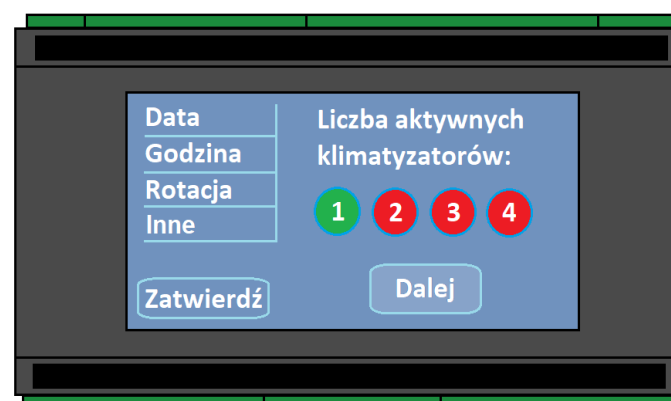 Data
Godzina
Rotacja
Inne
Zatwierdź
Liczba aktywnych
klimatyzatorów:
1 2 3 4
Dalej